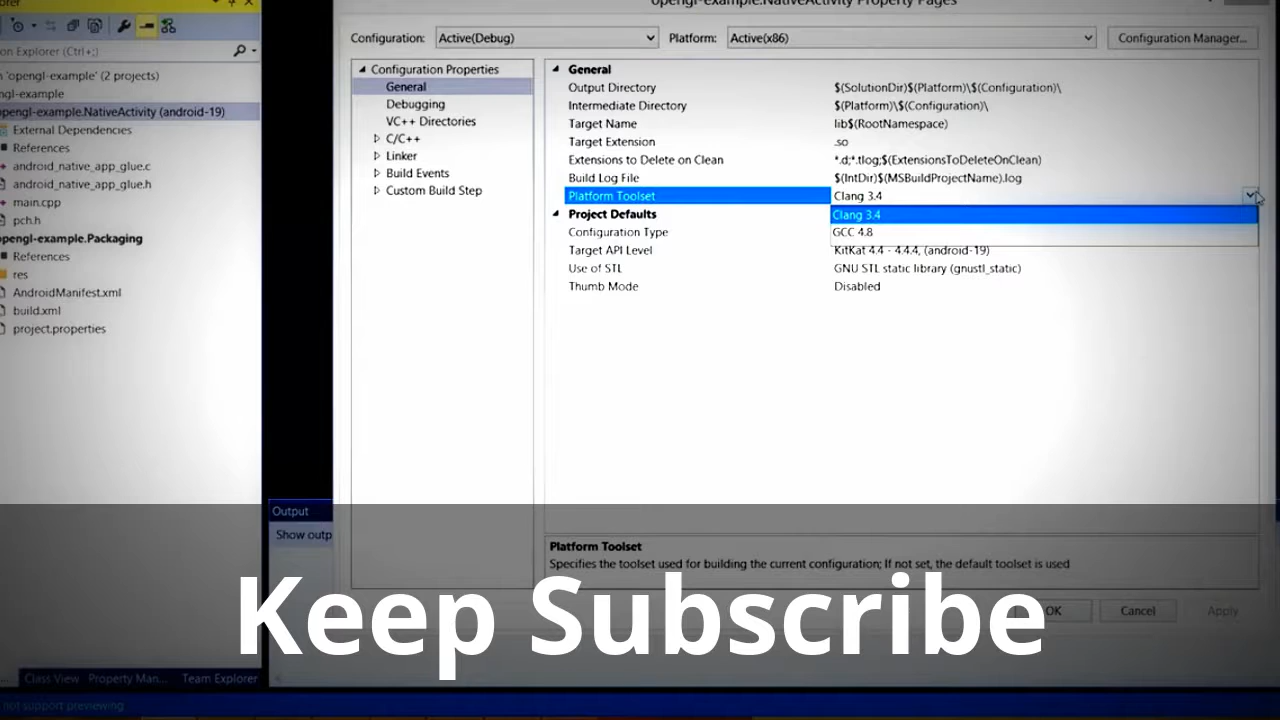 opengl-example.NativeActivity Property Pages
Explorer (Ctrl+;)
'opengl-example' (2 projects)
opengl-example.NativeActivity (android-19)
External Dependencies
References
android_native_app_glue.c
android_native_app_glue.h
main.cpp
pch.h
opengl-example.Packaging
References
res
AndroidManifest.xml
build.xml
project.properties
Class View Property Man... Team Explorer
not support previewing
Output
Show outp
Configuration: Active(Debug) Platform: Active(x86) Configuration Manager...
Configuration Properties
General
Debugging
VC++ Directories
C/C++
Linker
Build Events
Custom Build Step
General
Output Directory $(SolutionDir)$(Platform)\$(Configuration)\
Intermediate Directory $(Platform)\$(Configuration)\
Target Name lib$(RootNamespace)
Target Extension .so
Extensions to Delete on Clean *.d;*.tlog;$(ExtensionsToDeleteOnClean)
Build Log File $(IntDir)$(MSBuildProjectName).log
Platform Toolset Clang 3.4
Clang 3.4
GCC 4.8
Project Defaults
Configuration Type
Target API Level KitKat 4.4 - 4.4.4, (android-19)
Use of STL GNU STL static library (gnustl_static)
Thumb Mode Disabled
Platform Toolset
Specifies the toolset used for building the current configuration; If not set, the default toolset is used
OK Cancel Apply
Keep Subscribe